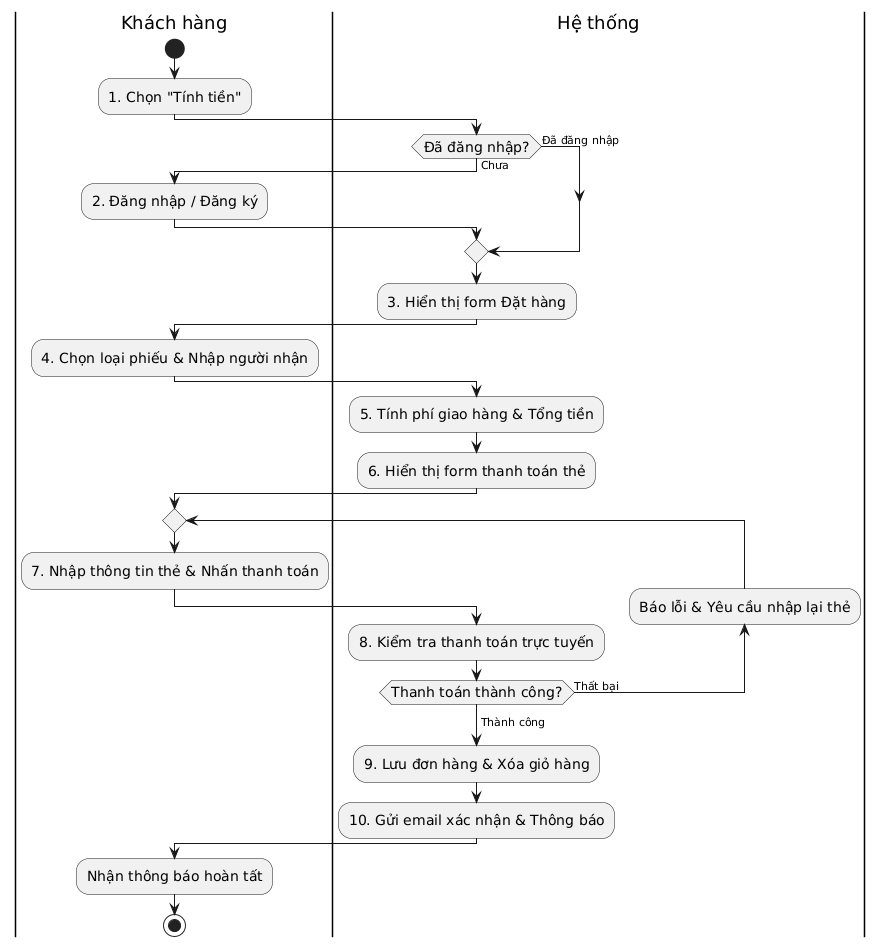 Khách hàng
Hệ thống
1. Chọn "Tính tiền"
Đã đăng nhập?
Đã đăng nhập
Chưa
2. Đăng nhập / Đăng ký
3. Hiển thị form Đặt hàng
4. Chọn loại phiếu & Nhập người nhận
5. Tính phí giao hàng & Tổng tiền
6. Hiển thị form thanh toán thẻ
7. Nhập thông tin thẻ & Nhấn thanh toán
Báo lỗi & Yêu cầu nhập lại thẻ
8. Kiểm tra thanh toán trực tuyến
Thanh toán thành công?
Thất bại
Thành công
9. Lưu đơn hàng & Xóa giỏ hàng
10. Gửi email xác nhận & Thông báo
Nhận thông báo hoàn tất